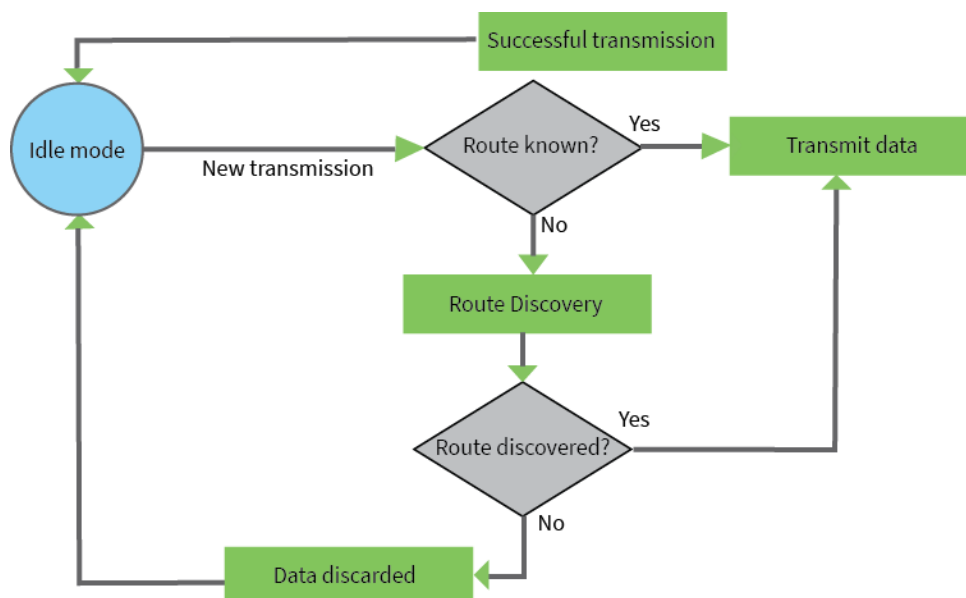 Successful transmission
Idle mode
New transmission
Route known?
Yes
Transmit data
No
Route Discovery
Route discovered?
Yes
No
Data discarded